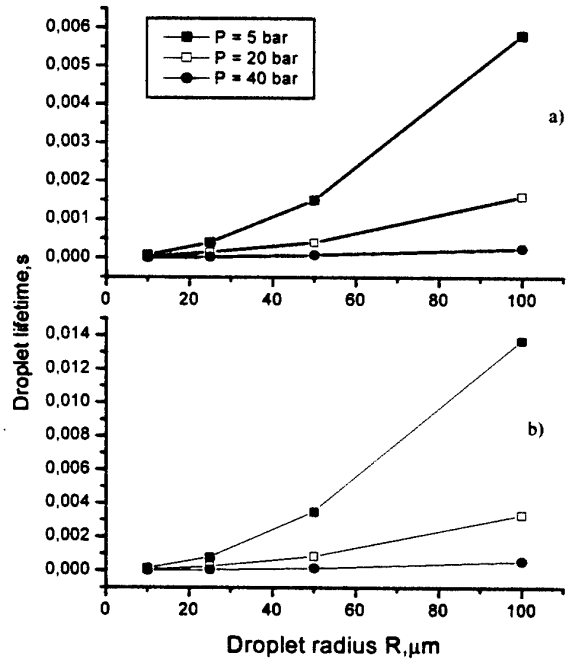 0,006
0,005
0,004
0,003
0,002
0,001
0,000
P = 5 bar
P = 20 bar
P = 40 bar
a)
0 20 40 60 80 100
Droplet lifetime,s
0,014
0,012
0,010
0,008
0,006
0,004
0,002
0,000
b)
0 20 40 60 80 100
Droplet radius R,μm